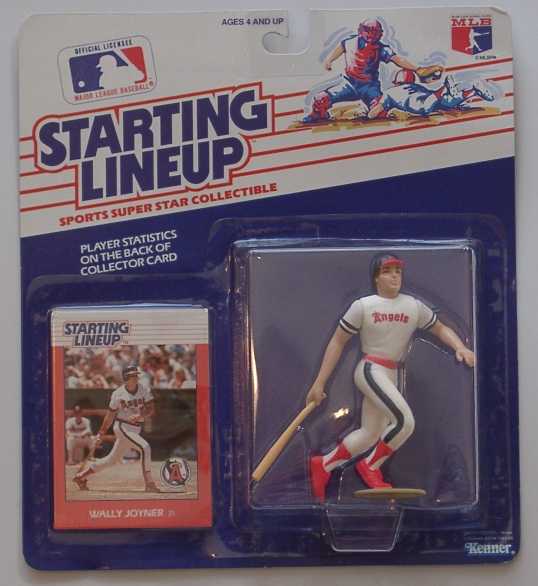 AGES 4 AND UP
OFFICIAL LICENSEE
MAJOR LEAGUE BASEBALL
MLB
STARTING
LINEUP
SPORTS SUPER STAR COLLECTIBLE
PLAYER STATISTICS
ON THE BACK OF
COLLECTOR CARD
Angels
STARTING
LINEUP
Angels
A
WALLY JOYNER
Kenner